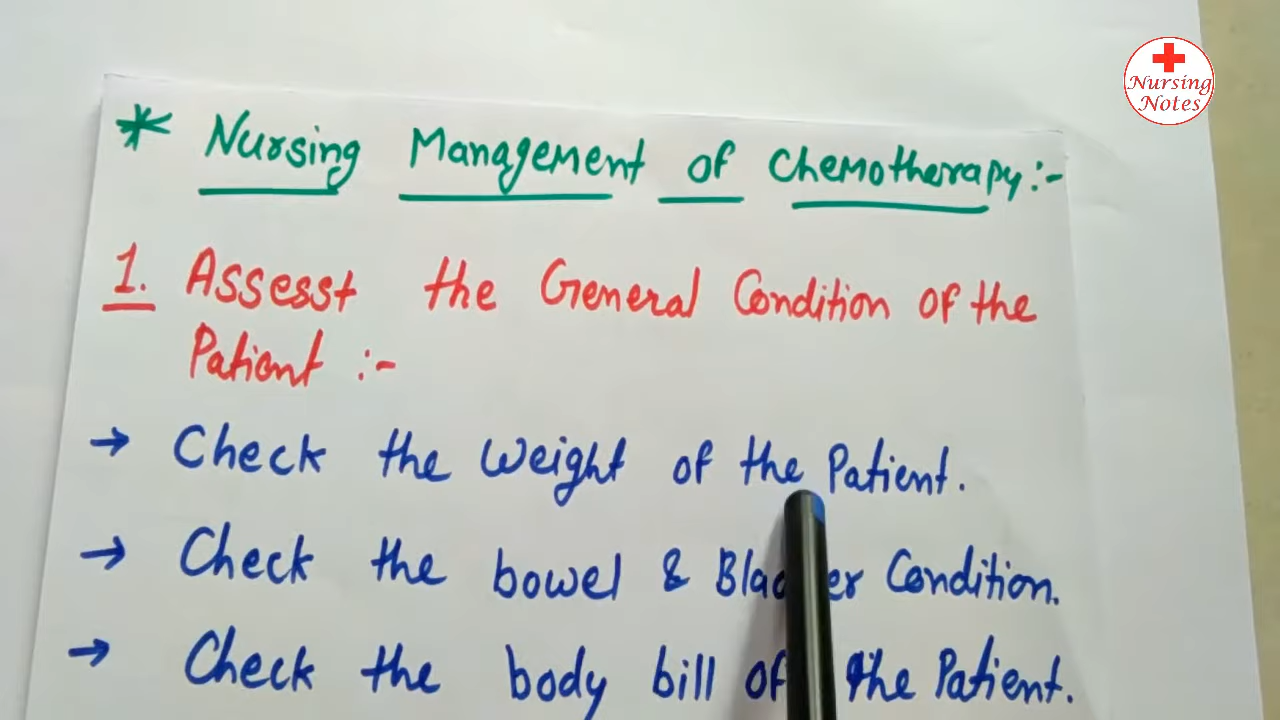 Nursing
Notes
* Nursing Management of Chemotherapy:-
1. Assesst the General Condition of the
Patient :-
→ Check the Weight of the Patient.
→ Check the bowel & Bladder Condition.
→ Check the body bill of the Patient.